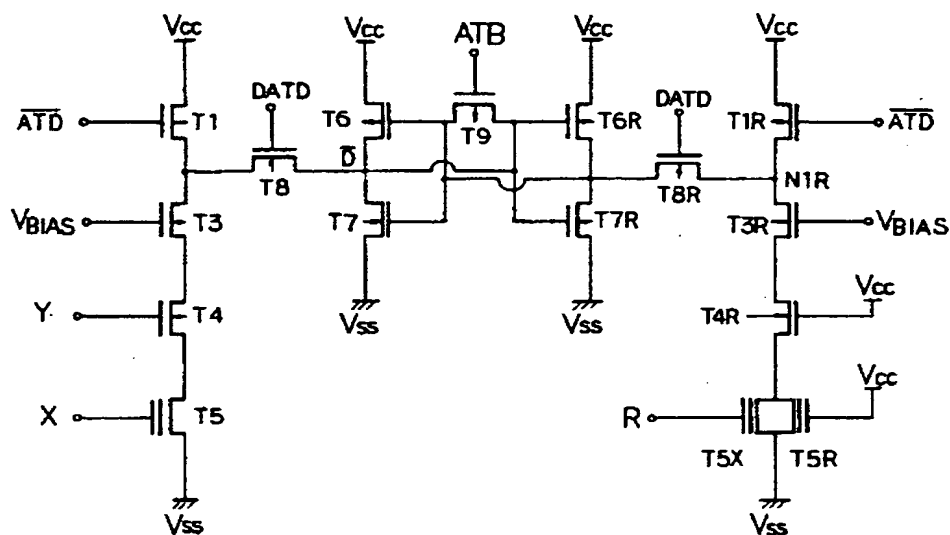 Vcc Vcc ATB Vcc Vcc
DATD DATD
ATD T1 T6 T9 T6R T1R ATD
D
T8 T8R N1R
VBIAS T3 T7 T7R T3R VBIAS
Vcc
Y T4 Vss Vss T4R
Vcc
X T5 R
T5X T5R
Vss Vss